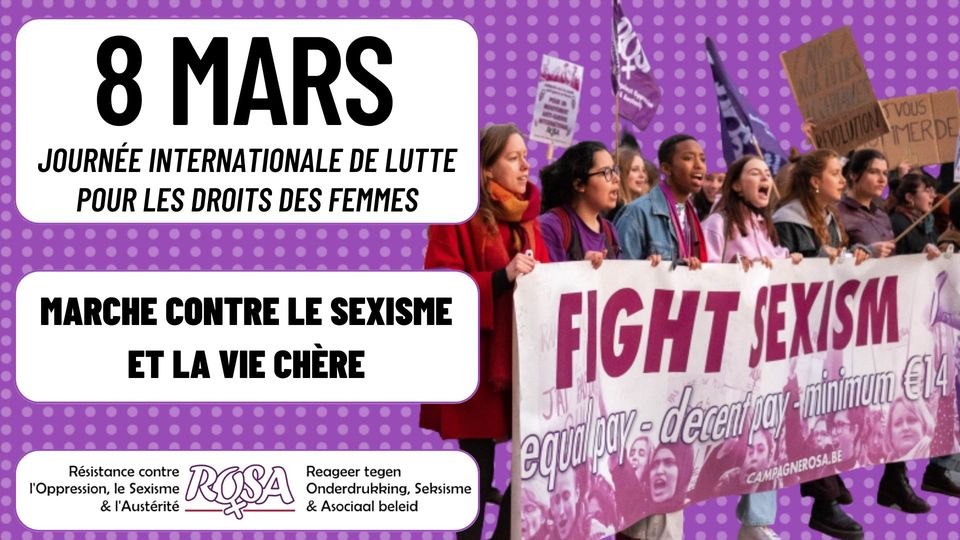 8 MARS
JOURNÉE INTERNATIONALE DE LUTTE
POUR LES DROITS DES FEMMES
MARCHE CONTRE LE SEXISME
ET LA VIE CHÈRE
Résistance contre
l'Oppression, le Sexisme
& l'Austérité
ROSA
Reageer tegen
Onderdrukking, Seksisme
& Asociaal beleid
FIGHT SEXISM
equal pay - decent pay - minimum €14
CAMPAGNEROSA.BE
ROSA
RÉVOLUTION
VOUS